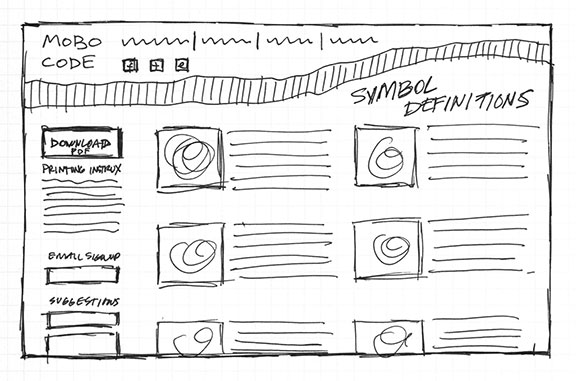 MOBO
CODE
SYMBOL
DEFINITIONS
DOWNLOAD
PDF
PRINTING INSTRUX
EMAIL SIGNUP
SUGGESTIONS